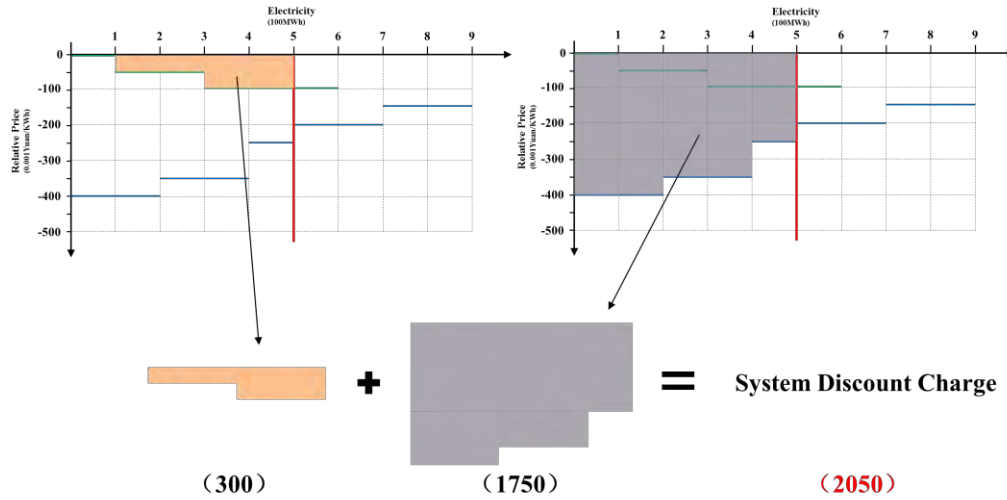 Electricity
(100MWh)
1 2 3 4 5 6 7 8 9
0
-100
-200
-300
-400
-500
Relative Price
(0.001Yuan/KWh)
Electricity
(100MWh)
1 2 3 4 5 6 7 8 9
0
-100
-200
-300
-400
-500
Relative Price
(0.001Yuan/KWh)
+ = System Discount Charge
（300） （1750） （2050）